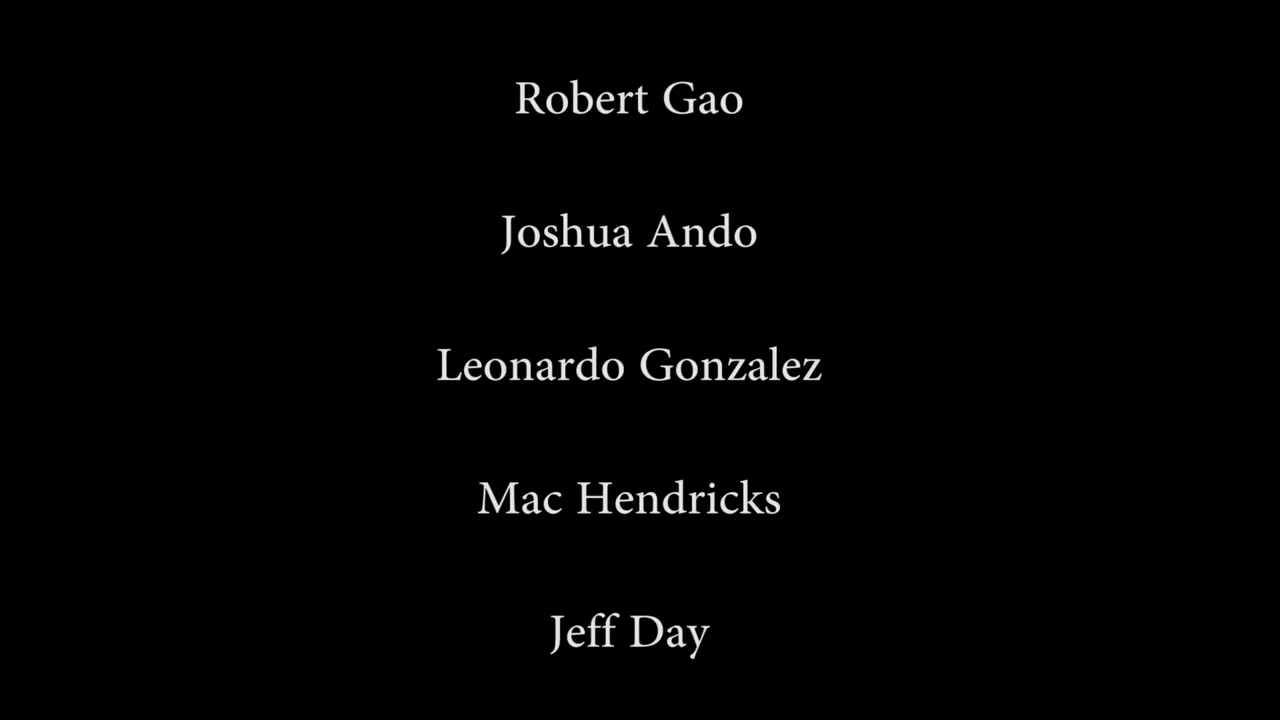 Robert Gao
Joshua Ando
Leonardo Gonzalez
Mac Hendricks
Jeff Day